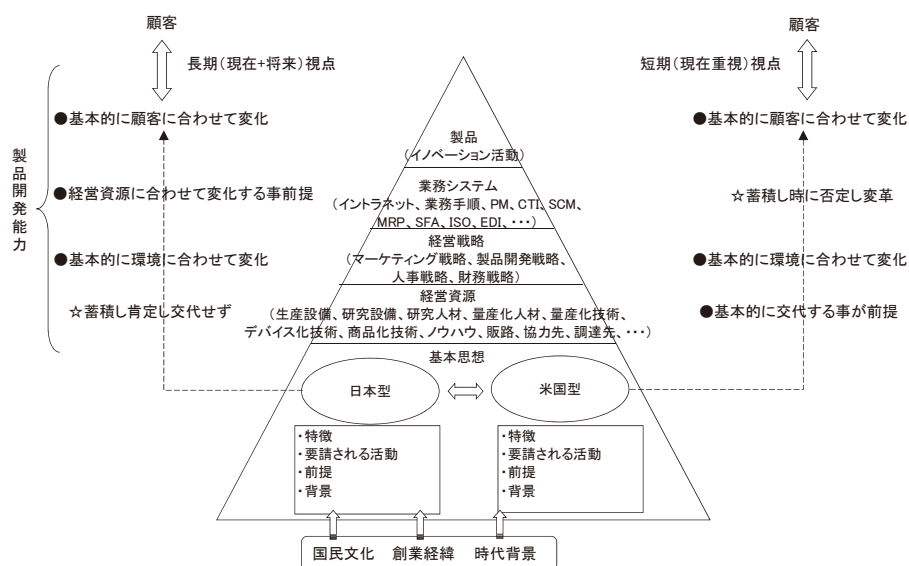 顧客
長期(現在+将来)視点
●基本的に顧客に合わせて変化
●経営資源に合わせて変化する事前提
●基本的に環境に合わせて変化
☆蓄積し肯定し交代せず
製品開発能力
製品
(イノベーション活動)
業務システム
(イントラネット、業務手順、PM、CTI、SCM、
MRP、SFA、ISO、EDI、・・・)
経営戦略
(マーケティング戦略、製品開発戦略、
人事戦略、財務戦略)
経営資源
(生産設備、研究設備、研究人材、量産化人材、量産化技術、
デバイス化技術、商品化技術、ノウハウ、販路、協力先、調達先、・・・)
基本思想
日本型
米国型
・特徴
・要請される活動
・前提
・背景
・特徴
・要請される活動
・前提
・背景
国民文化 創業経緯 時代背景
顧客
短期(現在重視)視点
●基本的に顧客に合わせて変化
☆蓄積し時に否定し変革
●基本的に環境に合わせて変化
●基本的に交代する事が前提